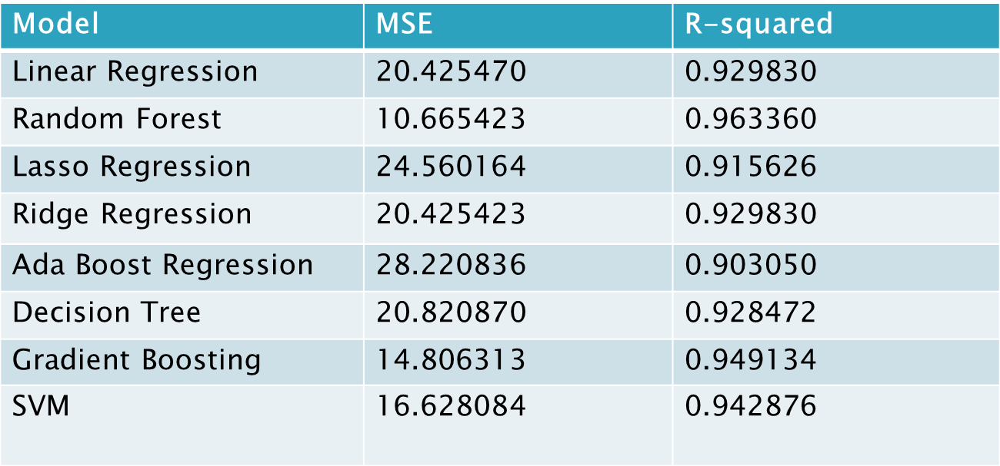 Model MSE R-squared
Linear Regression 20.425470 0.929830
Random Forest 10.665423 0.963360
Lasso Regression 24.560164 0.915626
Ridge Regression 20.425423 0.929830
Ada Boost Regression 28.220836 0.903050
Decision Tree 20.820870 0.928472
Gradient Boosting 14.806313 0.949134
SVM 16.628084 0.942876